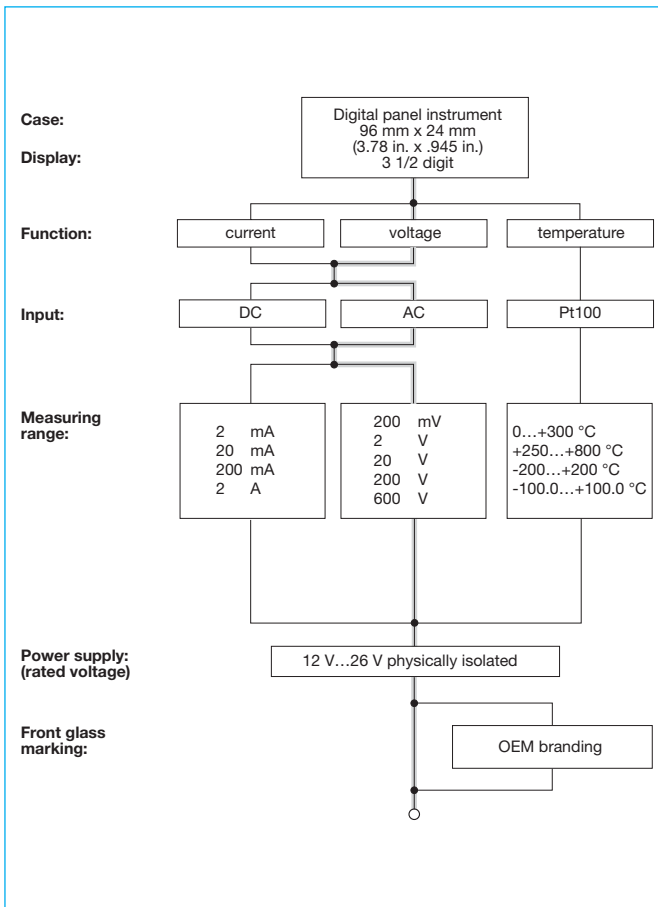 Case:
Digital panel instrument
96 mm x 24 mm
(3.78 in. x .945 in.)
Display:
3 1/2 digit
Function:
current
voltage
temperature
Input:
DC
AC
Pt100
Measuring
range:
2 mA
20 mA
200 mA
2 A
200 mV
2 V
20 V
200 V
600 V
0...+300 °C
+250...+800 °C
-200...+200 °C
-100.0...+100.0 °C
Power supply:
(rated voltage)
12 V...26 V physically isolated
Front glass
marking:
OEM branding